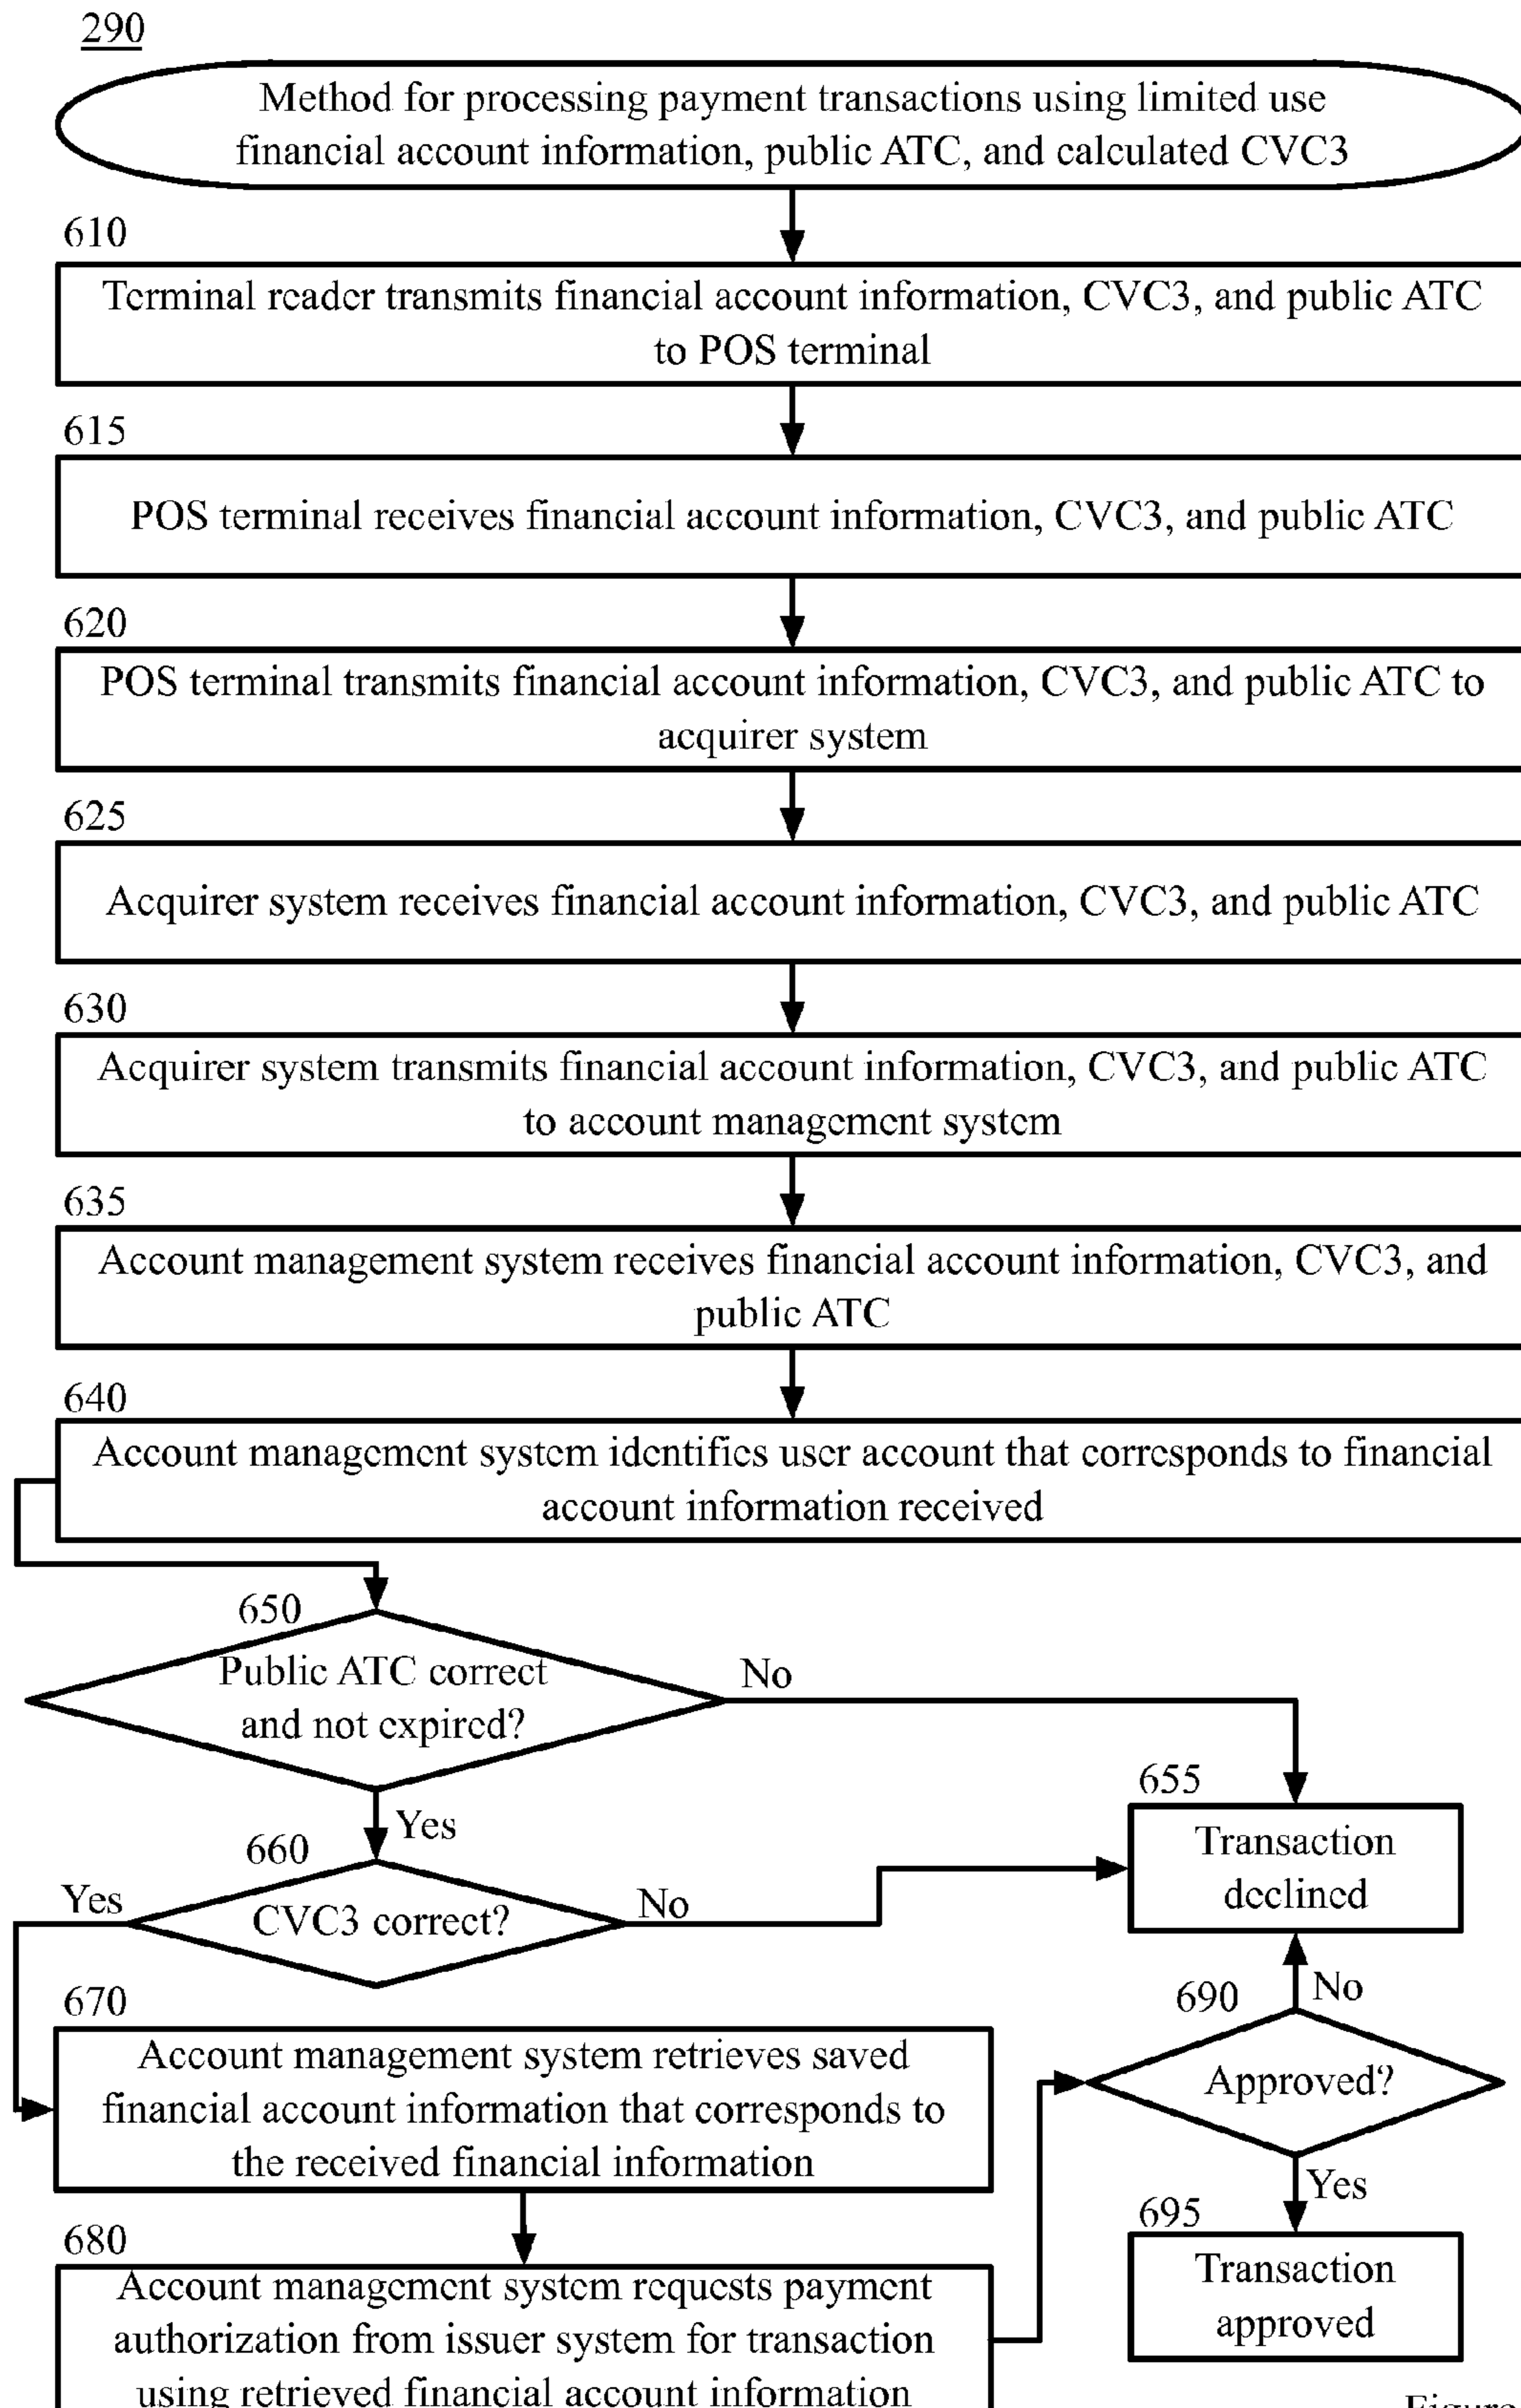 290
Method for processing payment transactions using limited use
financial account information, public ATC, and calculated CVC3
610
Terminal reader transmits financial account information, CVC3, and public ATC
to POS terminal
615
POS terminal receives financial account information, CVC3, and public ATC
620
POS terminal transmits financial account information, CVC3, and public ATC to
acquirer system
625
Acquirer system receives financial account information, CVC3, and public ATC
630
Acquirer system transmits financial account information, CVC3, and public ATC
to account management system
635
Account management system receives financial account information, CVC3, and
public ATC
640
Account management system identifies user account that corresponds to financial
account information received
650
Public ATC correct
and not expired?
No
Yes
655
Transaction
declined
660
CVC3 correct?
Yes
No
670
Account management system retrieves saved
financial account information that corresponds to
the received financial information
680
Account management system requests payment
authorization from issuer system for transaction
using retrieved financial account information
690
Approved?
No
Yes
695
Transaction
approved
Figure